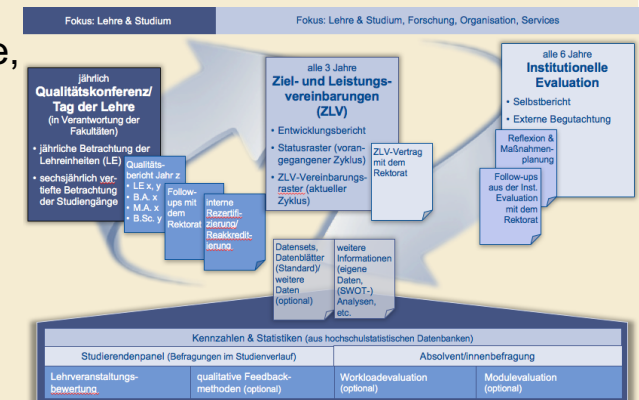 Fokus: Lehre & Studium
Fokus: Lehre & Studium, Forschung, Organisation, Services
e,
jährlich
Qualitätskonferenz/
Tag der Lehre
(in Verantwortung der
Fakultäten)
• jährliche Betrachtung der
Lehreinheiten (LE)
• sechsjährlich ver-
tiefte Betrachtung
der Studiengänge
Qualitäts-
bericht Jahr z
• LE x, y
• B.A. x
• M.A. x
• B.Sc. y
Follow-
ups mit
dem
Rektorat
interne
Rezertifi-
zierung/
Reakkredit-
ierung
alle 3 Jahre
Ziel- und Leistungs-
vereinbarungen
(ZLV)
• Entwicklungsbericht
• Statusraster (voran-
gegangener Zyklus)
• ZLV-Vereinbarungs-
raster (aktueller
Zyklus)
ZLV-Vertrag
mit dem
Rektorat
alle 6 Jahre
Institutionelle
Evaluation
• Selbstbericht
• Externe Begutachtung
Reflexion &
Maßnahmen-
planung
Follow-ups
aus der Inst.
Evaluation
mit dem
Rektorat
Datensets,
Datenblätter
(Standard)/
weitere
Daten
(optional)
weitere
Informationen
(eigene
Daten,
(SWOT-)
Analysen,
etc.
Kennzahlen & Statistiken (aus hochschulstatistischen Datenbanken)
Studierendenpanel (Befragungen im Studienverlauf)
Absolvent/innenbefragung
Lehrveranstaltungs-
bewertung
qualitative Feedback-
methoden (optional)
Workloadevaluation
(optional)
Modulevaluation
(optional)